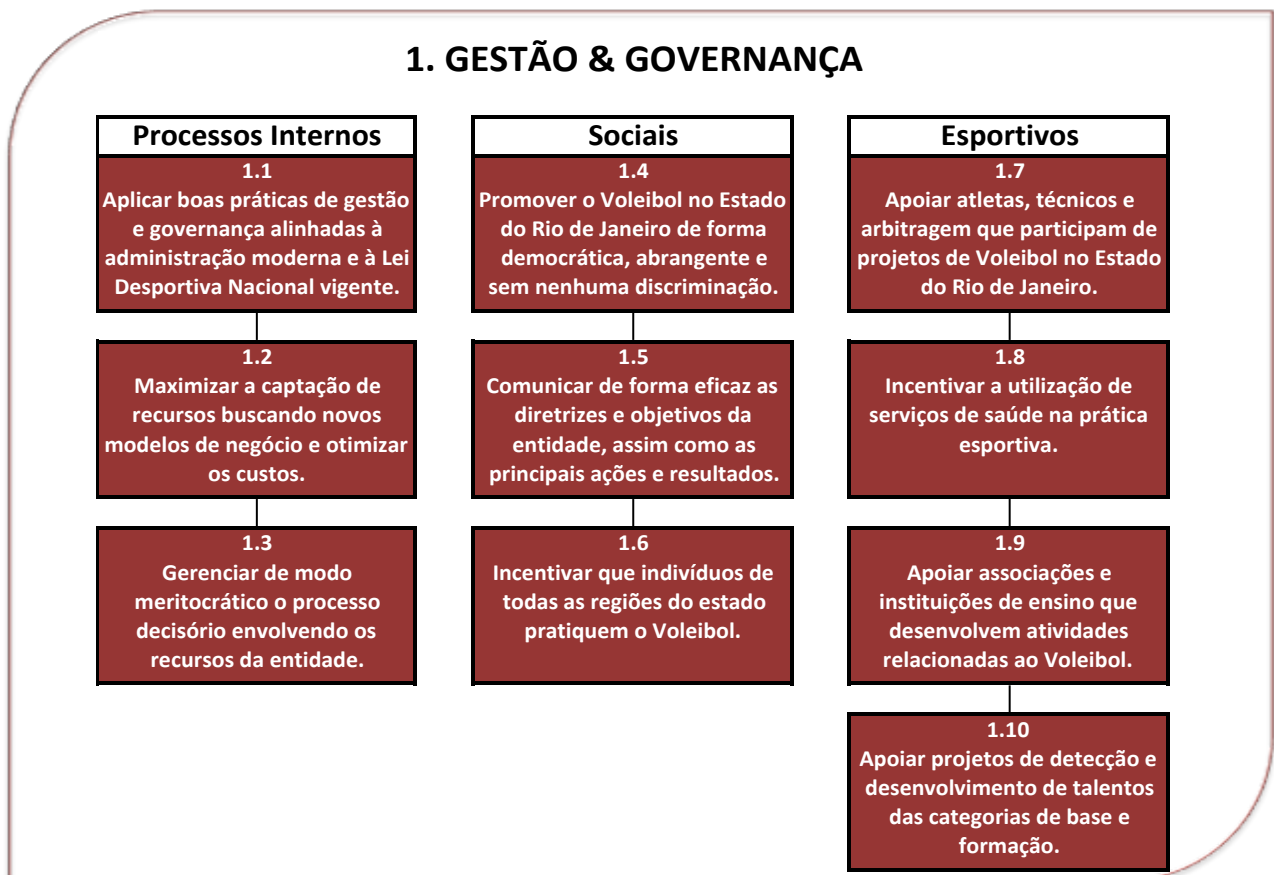 1. GESTÃO & GOVERNANÇA
Processos Internos
1.1
Aplicar boas práticas de gestão
e governança alinhadas à
administração moderna e à Lei
Desportiva Nacional vigente.
1.2
Maximizar a captação de
recursos buscando novos
modelos de negócio e otimizar
os custos.
1.3
Gerenciar de modo
meritocrático o processo
decisório envolvendo os
recursos da entidade.
Sociais
1.4
Promover o Voleibol no Estado
do Rio de Janeiro de forma
democrática, abrangente e
sem nenhuma discriminação.
1.5
Comunicar de forma eficaz as
diretrizes e objetivos da
entidade, assim como as
principais ações e resultados.
1.6
Incentivar que indivíduos de
todas as regiões do estado
pratiquem o Voleibol.
Esportivos
1.7
Apoiar atletas, técnicos e
arbitragem que participam de
projetos de Voleibol no Estado
do Rio de Janeiro.
1.8
Incentivar a utilização de
serviços de saúde na prática
esportiva.
1.9
Apoiar associações e
instituições de ensino que
desenvolvem atividades
relacionadas ao Voleibol.
1.10
Apoiar projetos de detecção e
desenvolvimento de talentos
das categorias de base e
formação.